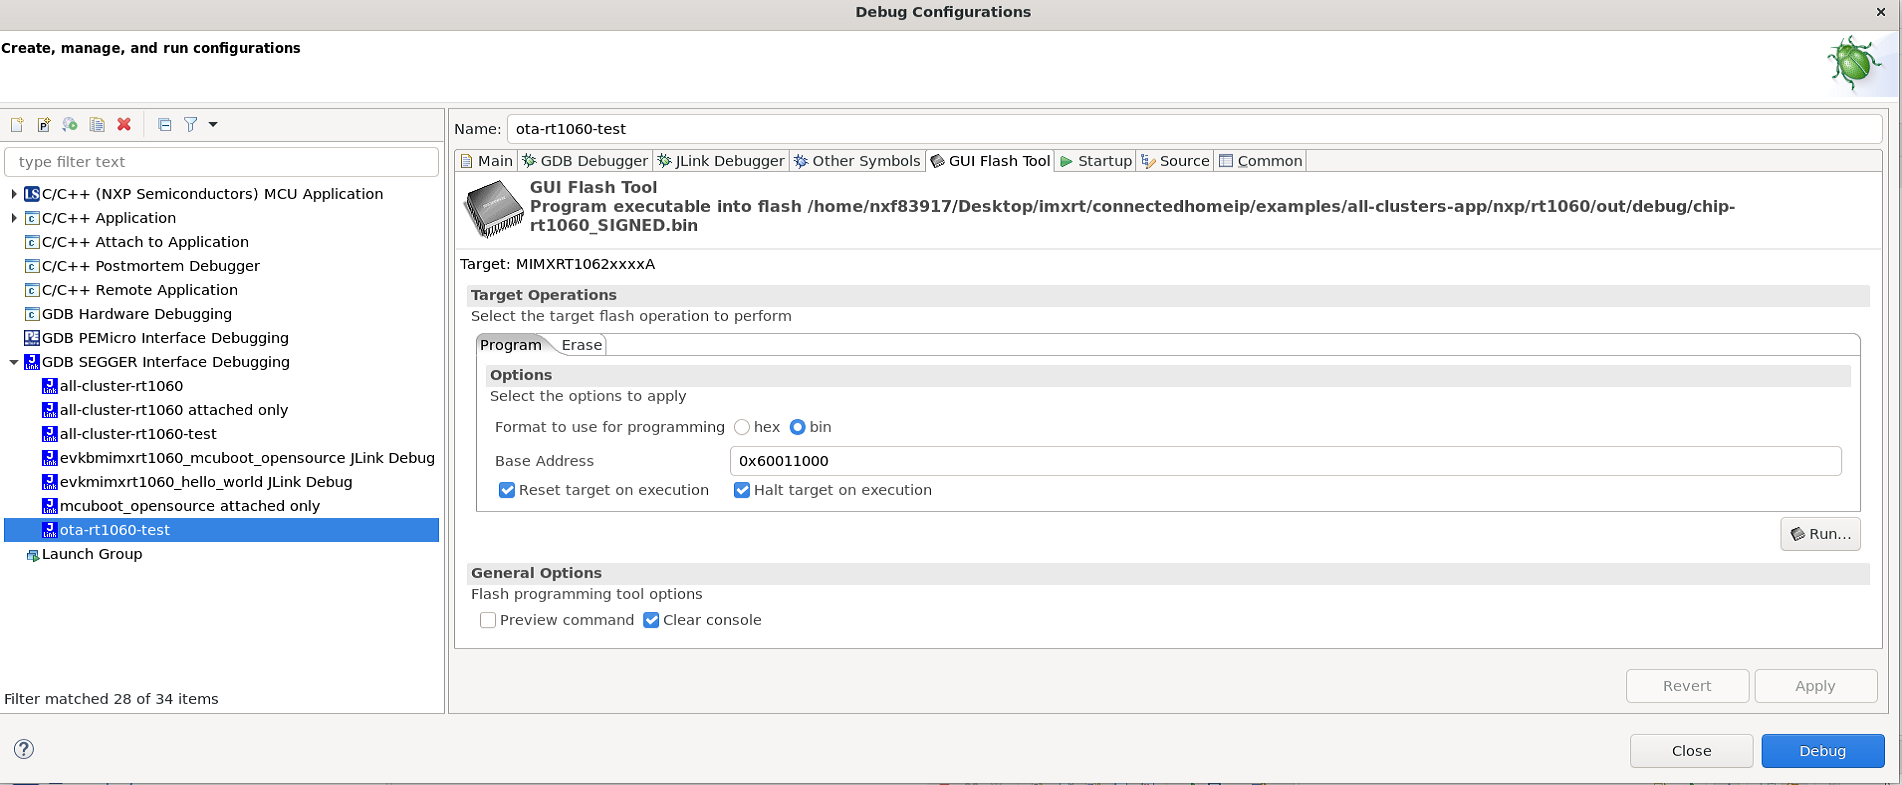 Debug Configurations
Create, manage, and run configurations
type filter text
C/C++ (NXP Semiconductors) MCU Application
C/C++ Application
C/C++ Attach to Application
C/C++ Postmortem Debugger
C/C++ Remote Application
GDB Hardware Debugging
GDB PEMicro Interface Debugging
GDB SEGGER Interface Debugging
all-cluster-rt1060
all-cluster-rt1060 attached only
all-cluster-rt1060-test
evkbmimxrt1060_mcuboot_opensource JLink Debug
evkmimxrt1060_hello_world JLink Debug
mcuboot_opensource attached only
ota-rt1060-test
Launch Group
Filter matched 28 of 34 items
Name: ota-rt1060-test
Main GDB Debugger JLink Debugger Other Symbols GUI Flash Tool Startup Source Common
GUI Flash Tool
Program executable into flash /home/nxf83917/Desktop/imxrt/connectedhomeip/examples/all-clusters-app/nxp/rt1060/out/debug/chip-
rt1060_SIGNED.bin
Target: MIMXRT1062xxxxA
Target Operations
Select the target flash operation to perform
Program Erase
Options
Select the options to apply
Format to use for programming hex bin
Base Address 0x60011000
Reset target on execution Halt target on execution
Run...
General Options
Flash programming tool options
Preview command Clear console
Revert Apply
Close Debug